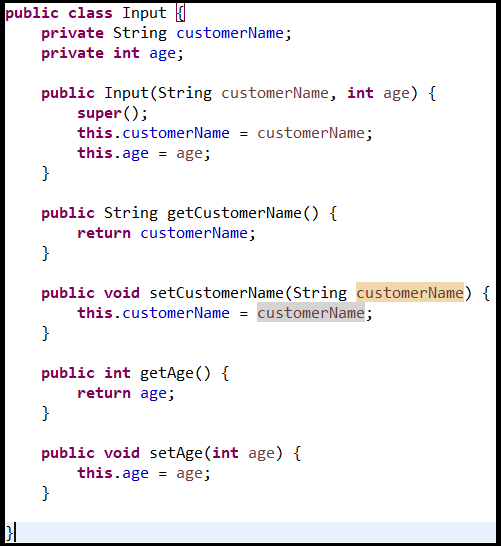 public class Input {
    private String customerName;
    private int age;

    public Input(String customerName, int age) {
        super();
        this.customerName = customerName;
        this.age = age;
    }

    public String getCustomerName() {
        return customerName;
    }

    public void setCustomerName(String customerName) {
        this.customerName = customerName;
    }

    public int getAge() {
        return age;
    }

    public void setAge(int age) {
        this.age = age;
    }

}